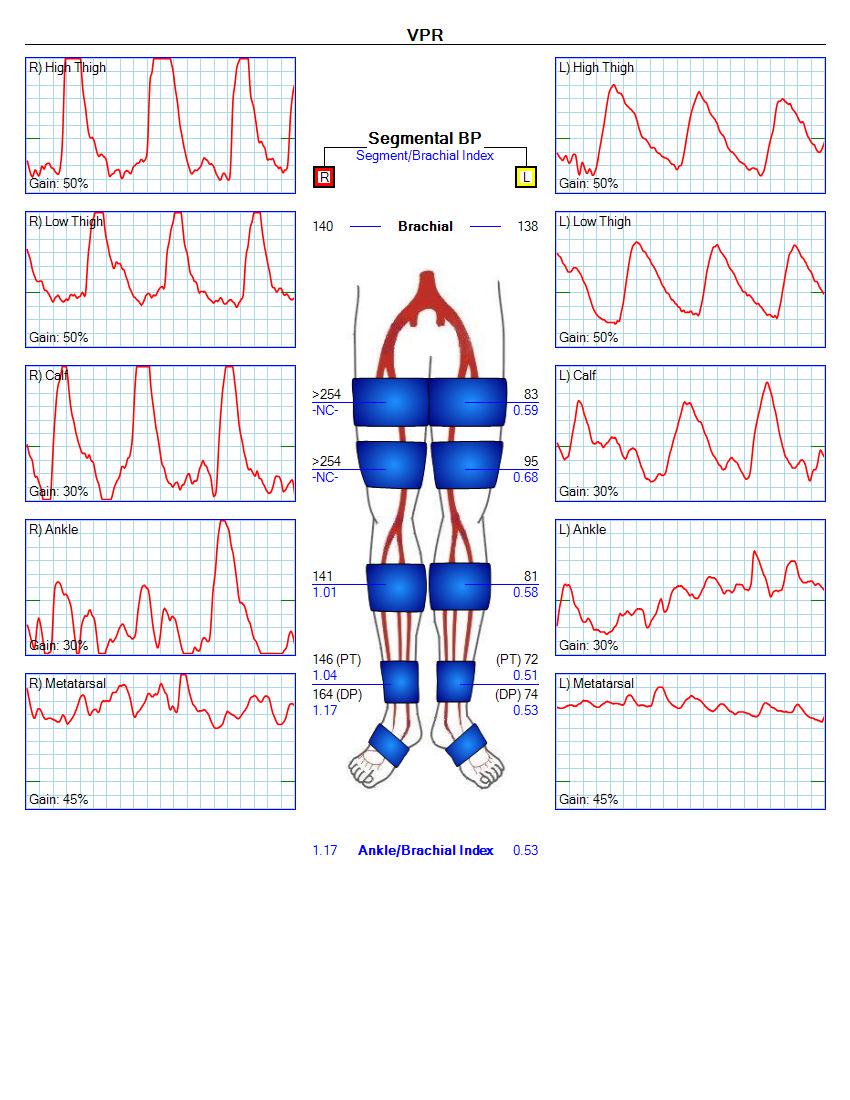 VPR
R) High Thigh
Gain: 50%
R) Low Thigh
Gain: 50%
R) Calf
Gain: 30%
R) Ankle
Gain: 30%
R) Metatarsal
Gain: 45%
Segmental BP
Segment/Brachial Index
R L
140 Brachial 138
>254 83
-NC- 0.59
>254 95
-NC- 0.68
141 81
1.01 0.58
146 (PT) (PT) 72
1.04 0.51
164 (DP) (DP) 74
1.17 0.53
1.17 Ankle/Brachial Index 0.53
L) High Thigh
Gain: 50%
L) Low Thigh
Gain: 50%
L) Calf
Gain: 30%
L) Ankle
Gain: 30%
L) Metatarsal
Gain: 45%